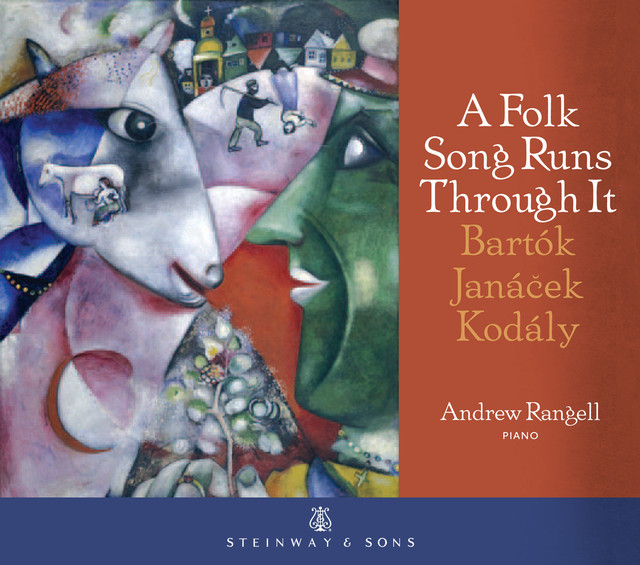 A Folk
Song Runs
Through It
Bartók
Janáček
Kodály
Andrew Rangell
PIANO
STEINWAY & SONS